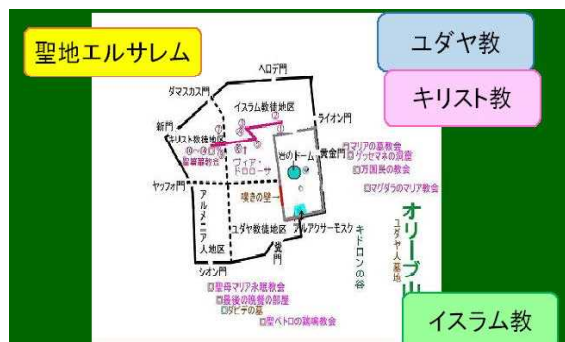 聖地エルサレム
ユダヤ教
キリスト教
イスラム教
ヘロデ門
ダマスカス門
イスラム教徒地区
ライオン門
新門
キリスト教徒地区
聖墳墓教会
ヴィア・
ドロローサ
岩のドーム
黄金門
マリアの墓教会
ゲッセマネの洞窟
万国民の教会
マグダラのマリア教会
ヤッフォ門
嘆きの壁
アルメニア
人地区
ユダヤ教徒地区
アルアクサーモスク
糞門
シオン門
キドロンの谷
ユダヤ人墓地
オリーブ山
聖母マリア永眠教会
最後の晩餐の部屋
ダビデの墓
聖ペトロの鶏鳴教会